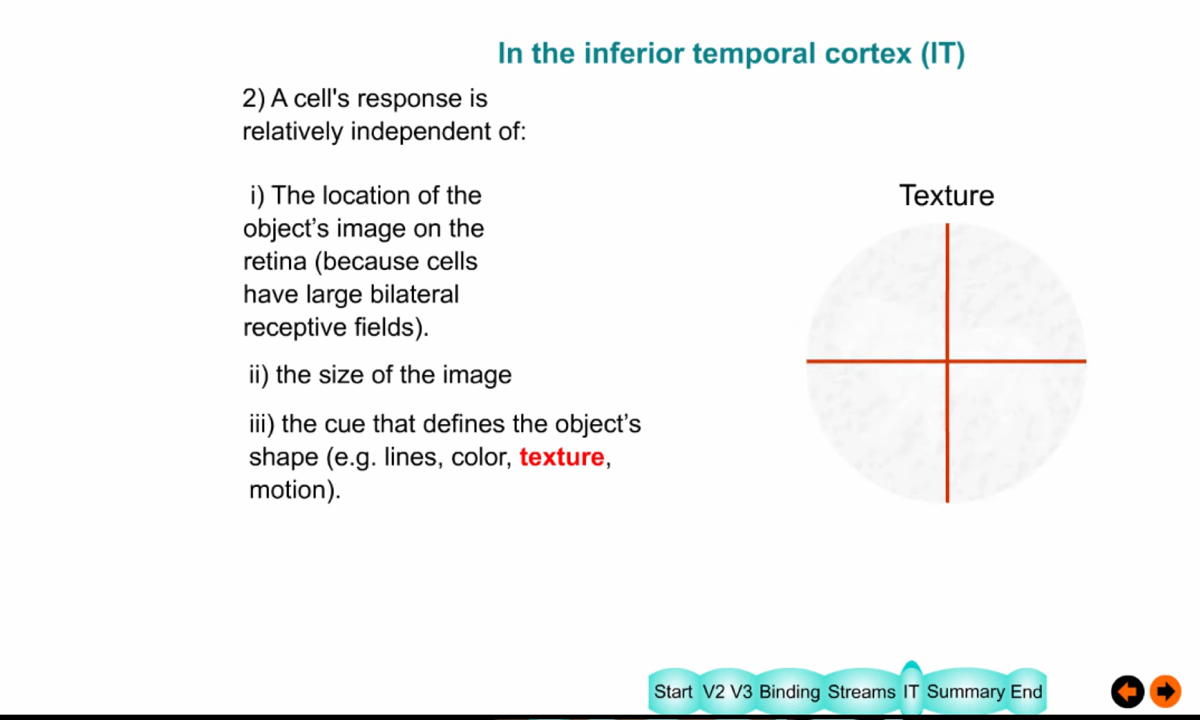 In the inferior temporal cortex (IT)
2) A cell's response is
relatively independent of:
i) The location of the
object’s image on the
retina (because cells
have large bilateral
receptive fields).
ii) the size of the image
iii) the cue that defines the object’s
shape (e.g. lines, color, texture,
motion).
Texture
Start V2 V3 Binding Streams IT Summary End